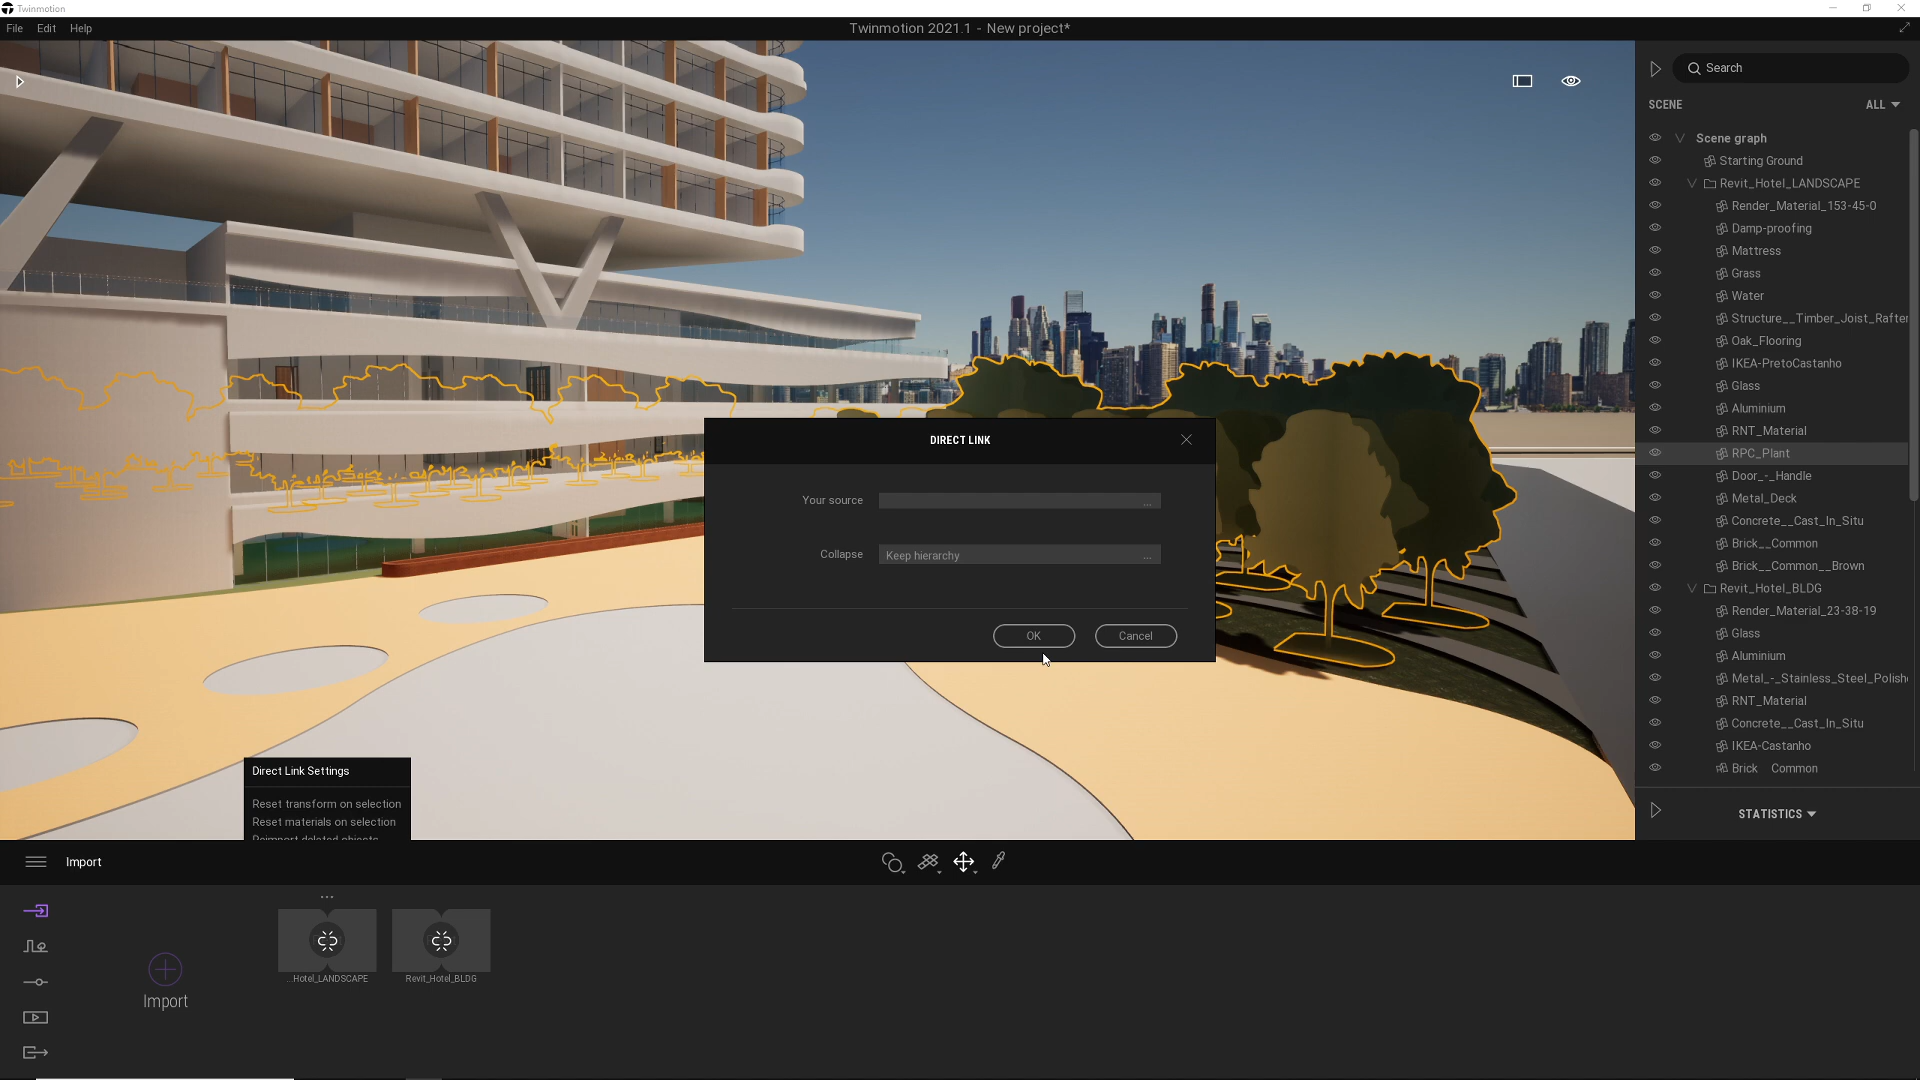 Twinmotion
File Edit Help
Twinmotion 2021.1 - New project*
Search
SCENE
ALL
Scene graph
Starting Ground
Revit_Hotel_LANDSCAPE
Render_Material_153-45-0
Damp-proofing
Mattress
Grass
Water
Structure__Timber_Joist_Rafter
Oak_Flooring
IKEA-PretoCastanho
Glass
Aluminium
RNT_Material
RPC_Plant
Door_-_Handle
Metal_Deck
Concrete__Cast_In_Situ
Brick__Common
Brick__Common__Brown
Revit_Hotel_BLDG
Render_Material_23-38-19
Glass
Aluminium
Metal_-_Stainless_Steel_Polish
RNT_Material
Concrete__Cast_In_Situ
IKEA-Castanho
Brick__Common
STATISTICS
DIRECT LINK
Your source ...
Collapse Keep hierarchy ...
OK Cancel
Direct Link Settings
Reset transform on selection
Reset materials on selection
Reimport deleted objects
Import
...
Import
...Hotel_LANDSCAPE
Revit_Hotel_BLDG